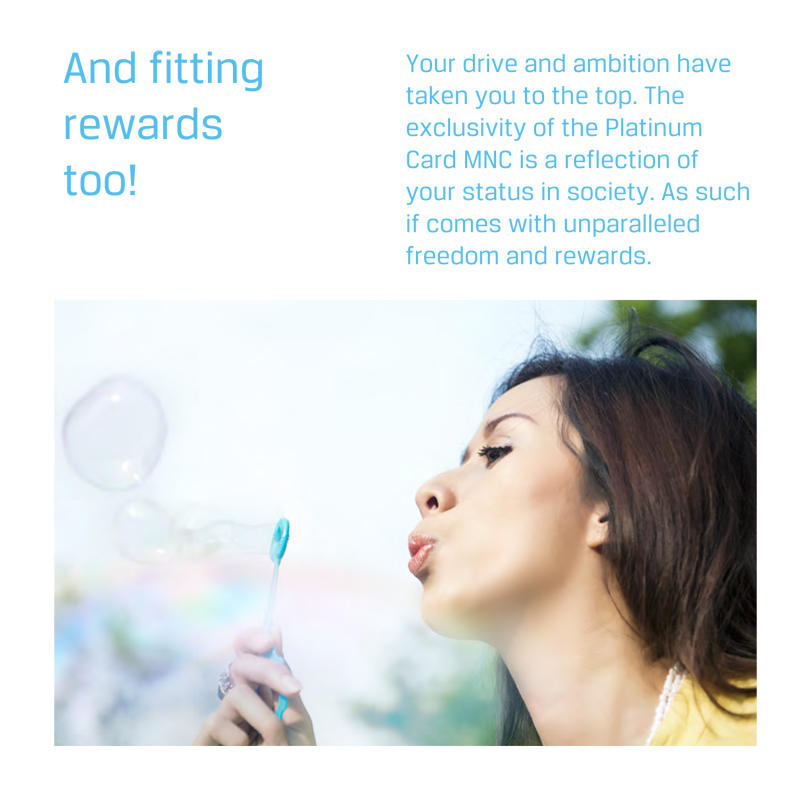 And fitting
rewards
too!
Your drive and ambition have
taken you to the top. The
exclusivity of the Platinum
Card MNC is a reflection of
your status in society. As such
if comes with unparalleled
freedom and rewards.